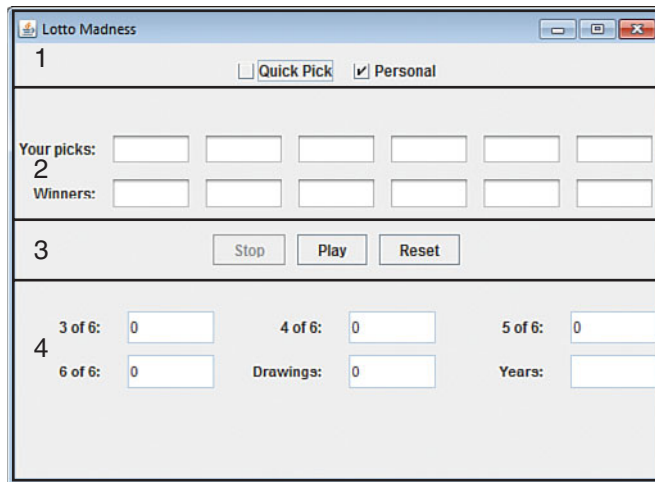 Lotto Madness
1
Quick Pick Personal
Your picks:
2
Winners:
3 Stop Play Reset
3 of 6: 0 4 of 6: 0 5 of 6: 0
4
6 of 6: 0 Drawings: 0 Years: